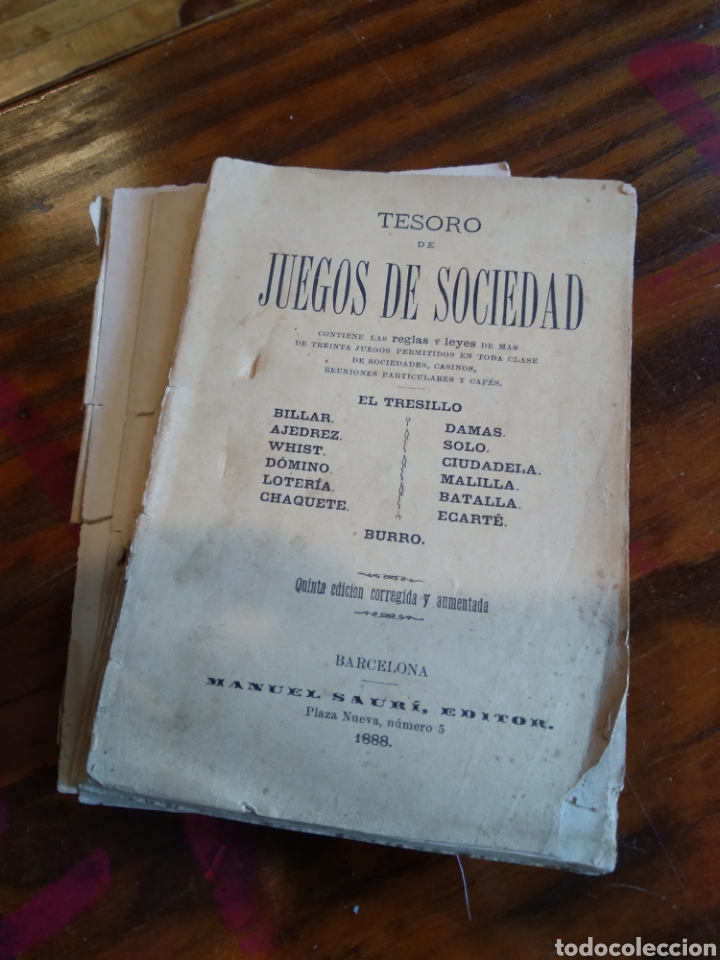 TESORO
DE
JUEGOS DE SOCIEDAD
CONTIENE LAS reglas Y leyes DE MAS
DE TREINTA JUEGOS PERMITIDOS EN TODA CLASE
DE SOCIEDADES, CASINOS,
REUNIONES PARTICULARES Y CAFÉS.
EL TRESILLO
BILLAR.
AJEDREZ.
WHIST.
DÓMINO.
LOTERÍA.
CHAQUETE.
DAMAS.
SOLO.
CIUDADELA.
MALILLA.
BATALLA.
ECARTÉ.
BURRO.
Quinta edicion corregida y aumentada
BARCELONA
MANUEL SAURÍ, EDITOR.
Plaza Nueva, número 5
1888.
todocoleccion